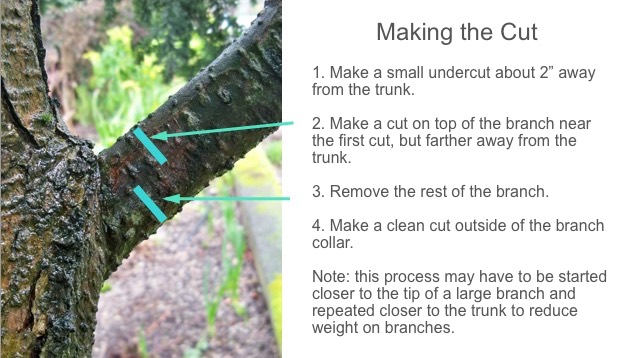 Making the Cut
1. Make a small undercut about 2” away
from the trunk.
2. Make a cut on top of the branch near
the first cut, but farther away from the
trunk.
3. Remove the rest of the branch.
4. Make a clean cut outside of the branch
collar.
Note: this process may have to be started
closer to the tip of a large branch and
repeated closer to the trunk to reduce
weight on branches.